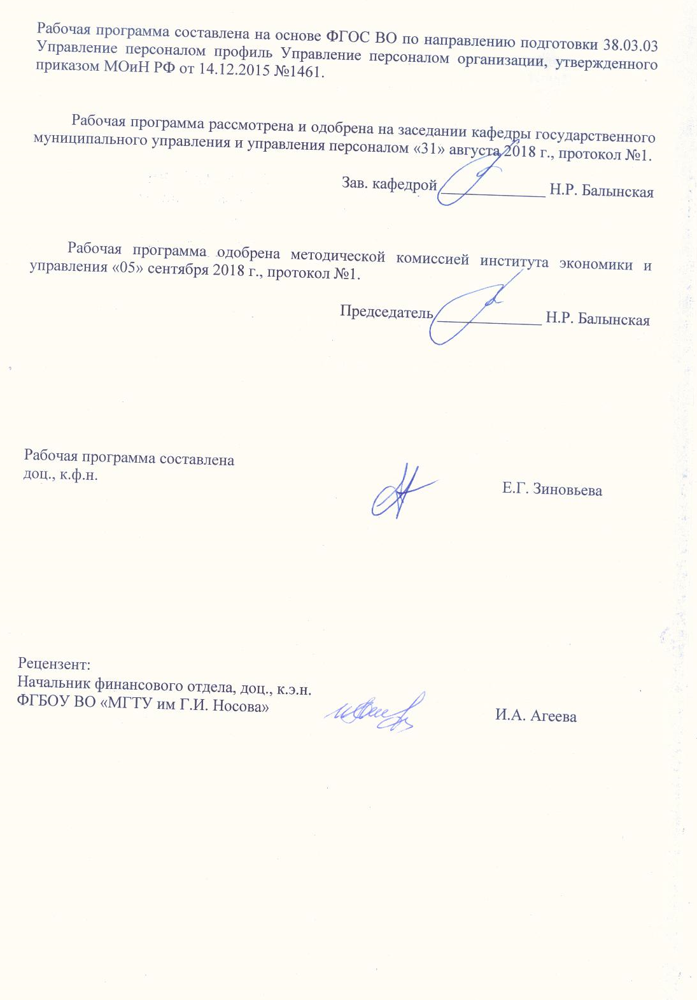 Рабочая программа составлена на основе ФГОС ВО по направлению подготовки 38.03.03
Управление персоналом профиль Управление персоналом организации, утвержденного
приказом МОиН РФ от 14.12.2015 №1461.
Рабочая программа рассмотрена и одобрена на заседании кафедры государственного
муниципального управления и управления персоналом «31» августа 2018 г., протокол №1.
Зав. кафедрой _____________ Н.Р. Балынская
Рабочая программа одобрена методической комиссией института экономики и
управления «05» сентября 2018 г., протокол №1.
Председатель _____________ Н.Р. Балынская
Рабочая программа составлена
доц., к.ф.н.
Е.Г. Зиновьева
Рецензент:
Начальник финансового отдела, доц., к.э.н.
ФГБОУ ВО «МГТУ им Г.И. Носова»
И.А. Агеева